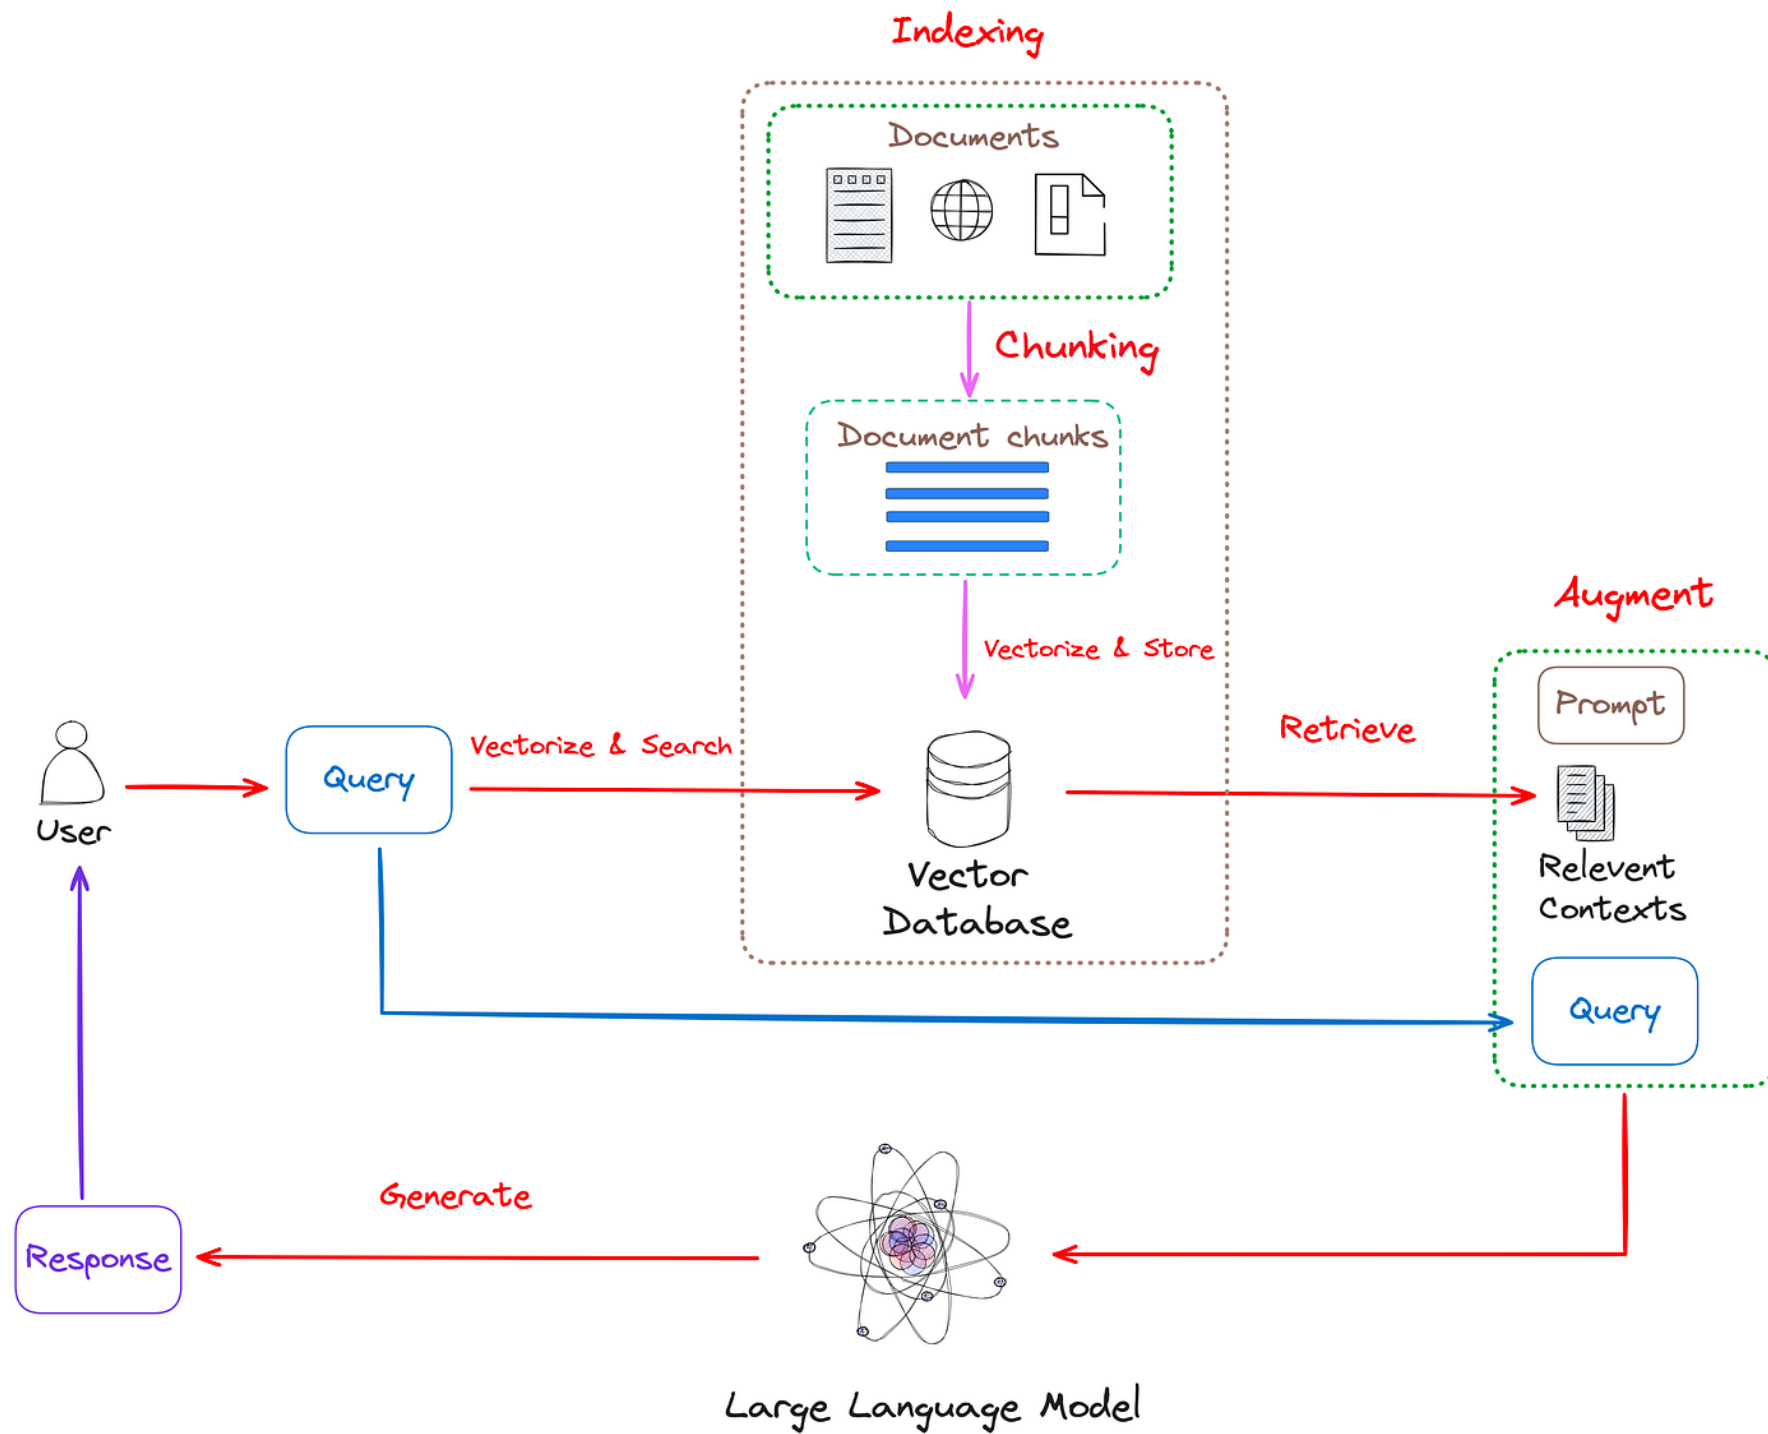 Indexing
Documents
Chunking
Document chunks
Vectorize & Store
Augment
Prompt
User
Query
Vectorize & Search
Vector
Database
Retrieve
Relevent
Contexts
Query
Generate
Response
Large Language Model